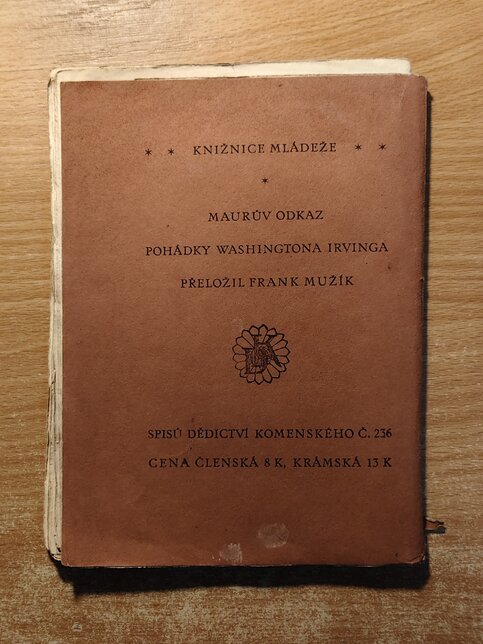 * * KNIŽNICE MLÁDEŽE * *
*
MAURŮV ODKAZ
POHÁDKY WASHINGTONA IRVINGA
PŘELOŽIL FRANK MUŽÍK
SPISŮ DĚDICTVÍ KOMENSKÉHO Č. 236
CENA ČLENSKÁ 8 K, KRÁMSKÁ 13 K